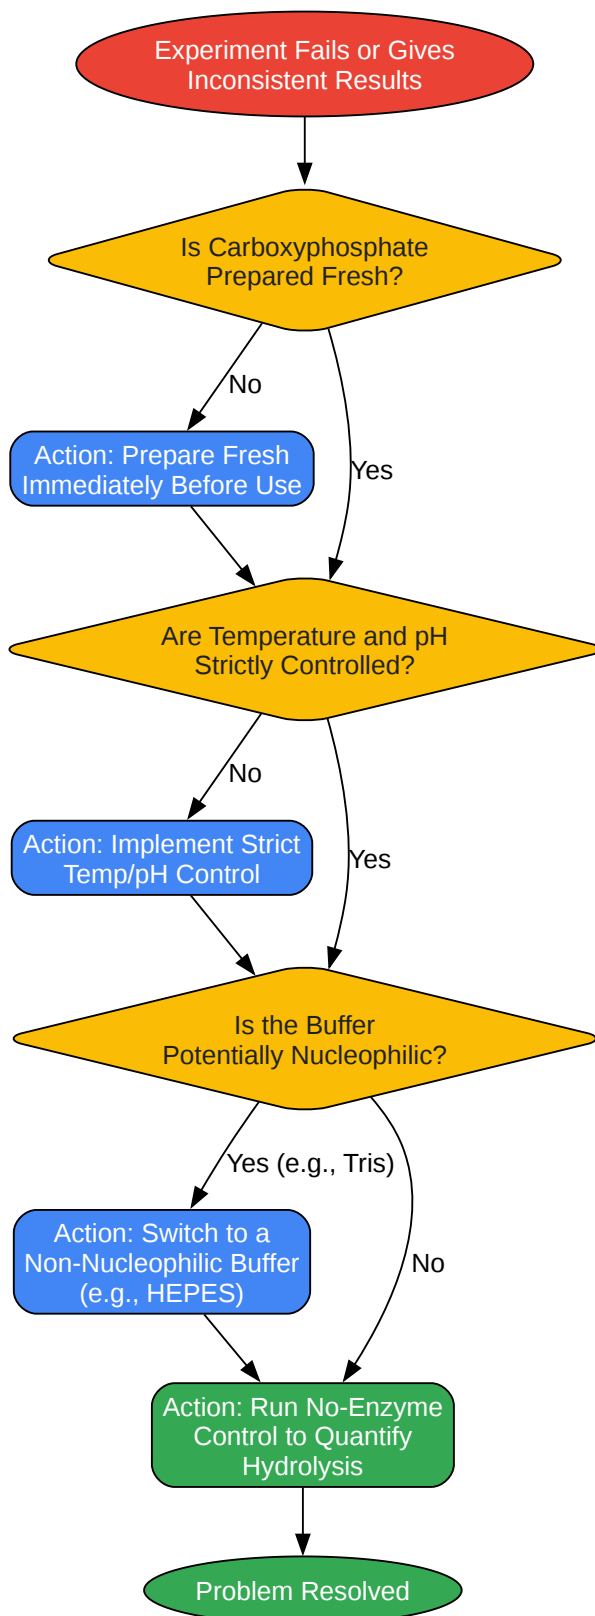 Experiment Fails or Gives
Inconsistent Results
Is Carboxyphosphate
Prepared Fresh?
No
Yes
Action: Prepare Fresh
Immediately Before Use
Are Temperature and pH
Strictly Controlled?
No
Yes
Action: Implement Strict
Temp/pH Control
Is the Buffer
Potentially Nucleophilic?
Yes (e.g., Tris)
No
Action: Switch to a
Non-Nucleophilic Buffer
(e.g., HEPES)
Action: Run No-Enzyme
Control to Quantify
Hydrolysis
Problem Resolved